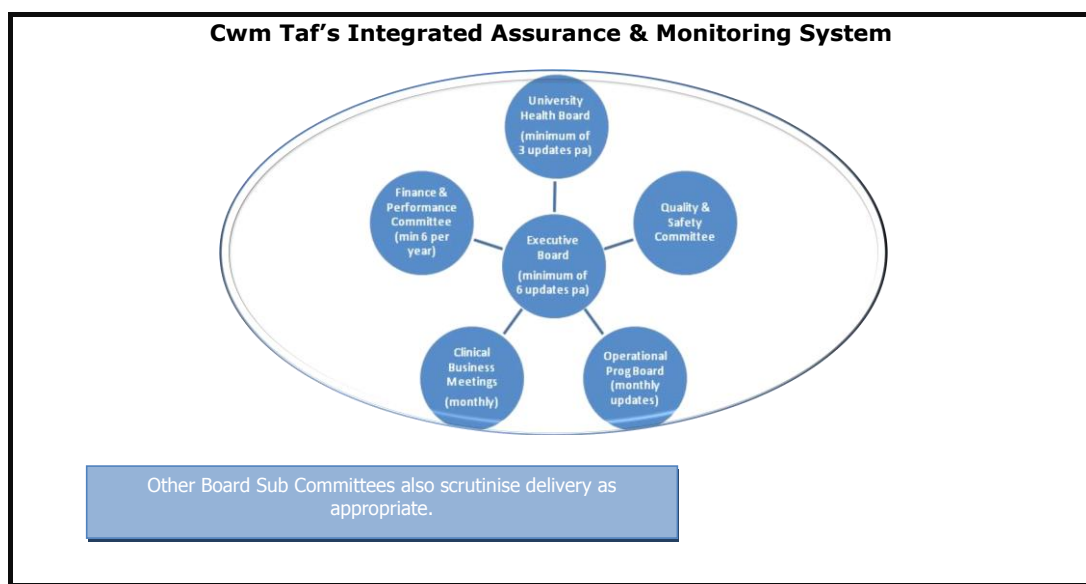 Cwm Taf’s Integrated Assurance & Monitoring System
University
Health Board
(minimum of
3 updates pa)
Finance &
Performance
Committee
(min 6 per
year)
Quality &
Safety
Committee
Executive
Board
(minimum of
6 updates pa)
Clinical
Business
Meetings
(monthly)
Operational
Prog Board
(monthly
updates)
Other Board Sub Committees also scrutinise delivery as
appropriate.